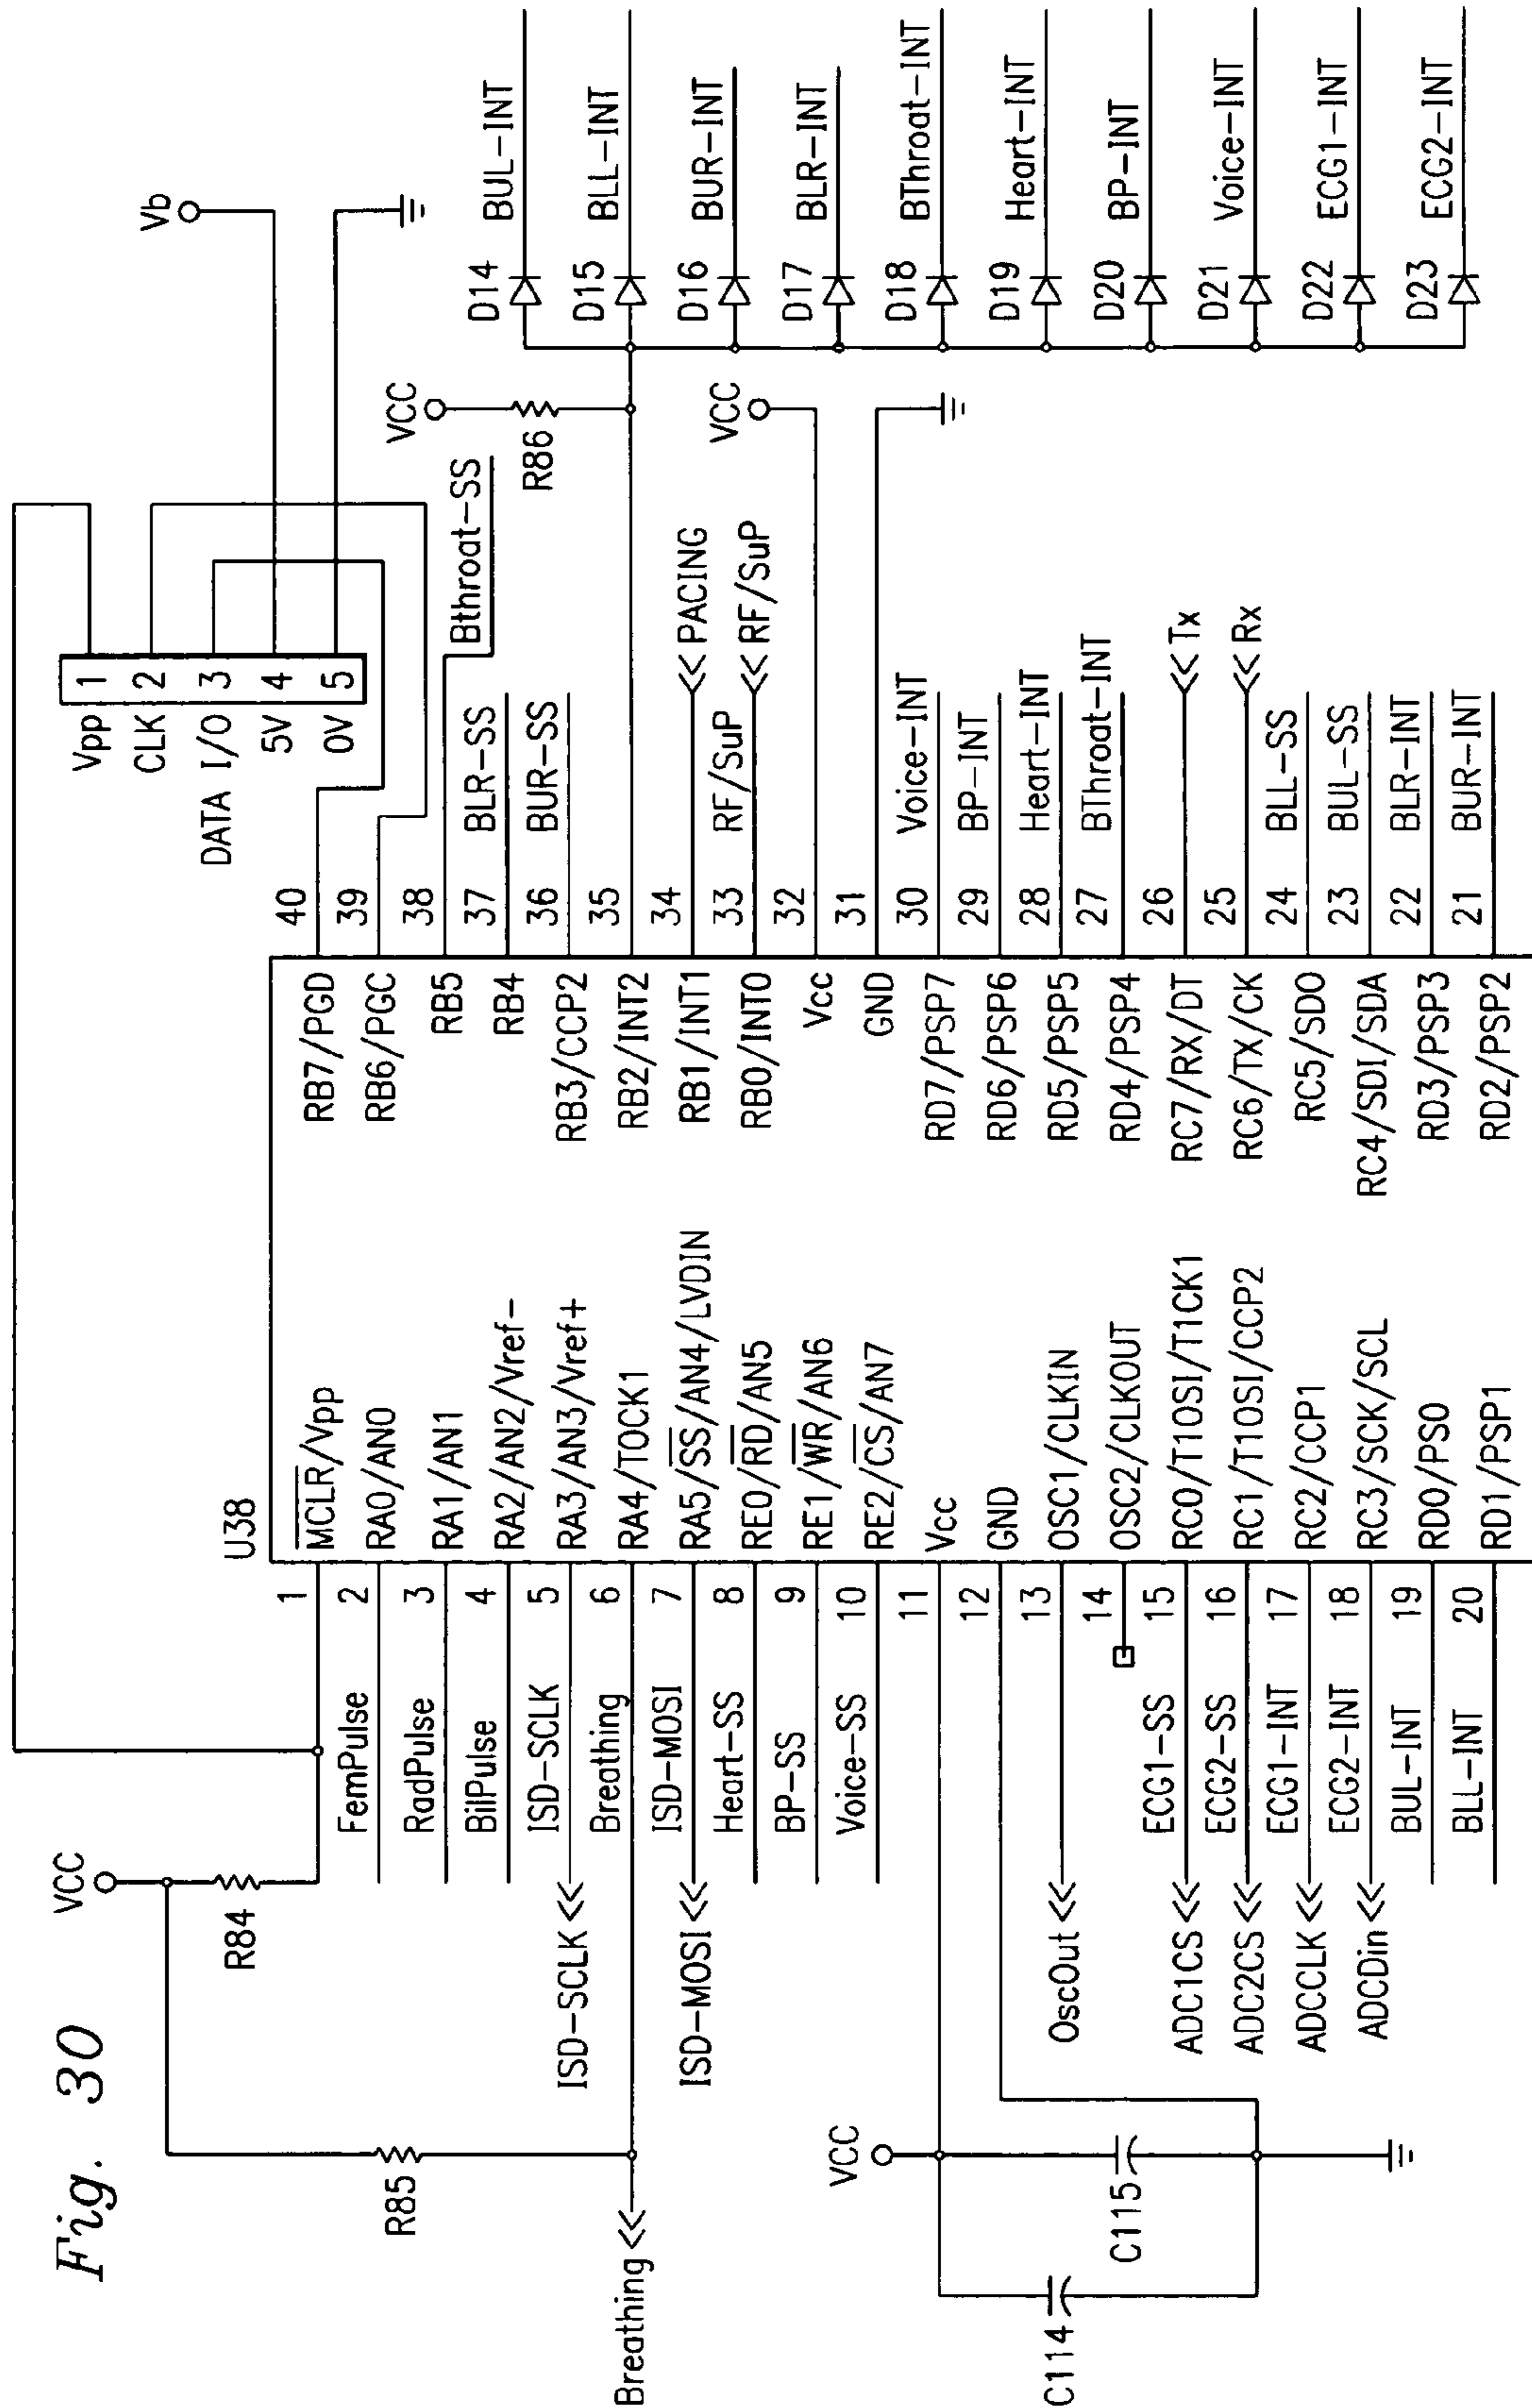 Fig. 30
VCC
R84
R85
Breathing
U38
1 MCLR/Vpp
FemPulse 2 RA0/AN0
RadPulse 3 RA1/AN1
BilPulse 4 RA2/AN2/Vref-
ISD-SCLK ISD-SCLK 5 RA3/AN3/Vref+
Breathing 6 RA4/TOCK1
ISD-MOSI ISD-MOSI 7 RA5/SS/AN4/LVDIN
Heart-SS 8 RE0/RD/AN5
BP-SS 9 RE1/WR/AN6
Voice-SS 10 RE2/CS/AN7
11 Vcc
12 GND
OscOut 13 OSC1/CLKIN
14 OSC2/CLKOUT
ADC1CS ECG1-SS 15 RC0/T1OSI/T1CK1
ADC2CS ECG2-SS 16 RC1/T1OSI/CCP2
ADCCLK ECG1-INT 17 RC2/CCP1
ADCDin ECG2-INT 18 RC3/SCK/SCL
BUL-INT 19 RD0/PS0
BLL-INT 20 RD1/PSP1
VCC
C115
C114
RB7/PGD 40
RB6/PGC 39
RB5 38 Bthroat-SS
RB4 37 BLR-SS
RB3/CCP2 36 BUR-SS
RB2/INT2 35
RB1/INT1 34 PACING
RB0/INT0 33 RF/SuP RF/SuP
Vcc 32
GND 31
RD7/PSP7 30 Voice-INT
RD6/PSP6 29 BP-INT
RD5/PSP5 28 Heart-INT
RD4/PSP4 27 BThroat-INT
RC7/RX/DT 26 Tx
RC6/TX/CK 25 Rx
RC5/SDO 24 BLL-SS
RC4/SDI/SDA 23 BUL-SS
RD3/PSP3 22 BLR-INT
RD2/PSP2 21 BUR-INT
Vpp 1
CLK 2
DATA I/O 3
5V 4
0V 5
Vb
VCC
R86
VCC
D14 BUL-INT
D15 BLL-INT
D16 BUR-INT
D17 BLR-INT
D18 BThroat-INT
D19 Heart-INT
D20 BP-INT
D21 Voice-INT
D22 ECG1-INT
D23 ECG2-INT